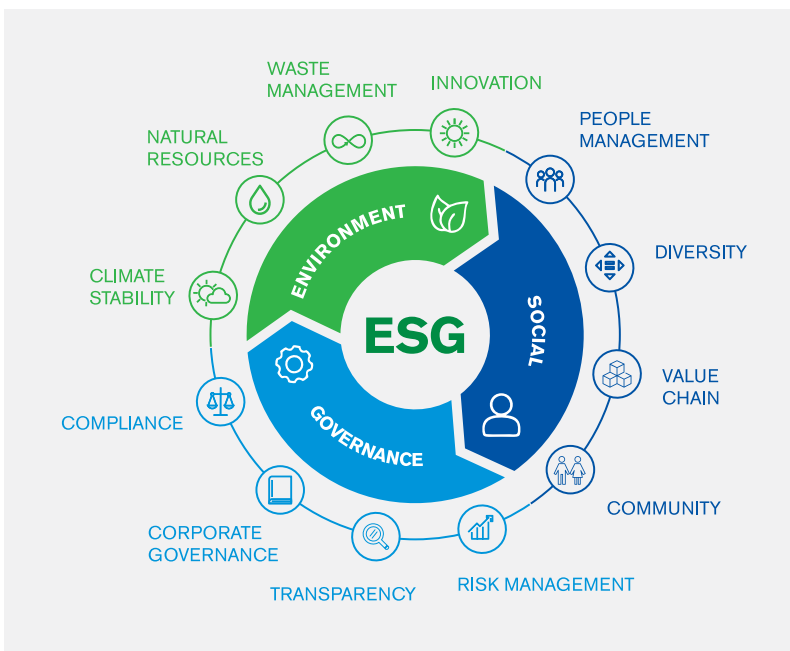 WASTE
MANAGEMENT
INNOVATION
PEOPLE
MANAGEMENT
NATURAL
RESOURCES
ENVIRONMENT
DIVERSITY
CLIMATE
STABILITY
SOCIAL
ESG
VALUE
CHAIN
COMPLIANCE
GOVERNANCE
COMMUNITY
CORPORATE
GOVERNANCE
TRANSPARENCY
RISK MANAGEMENT